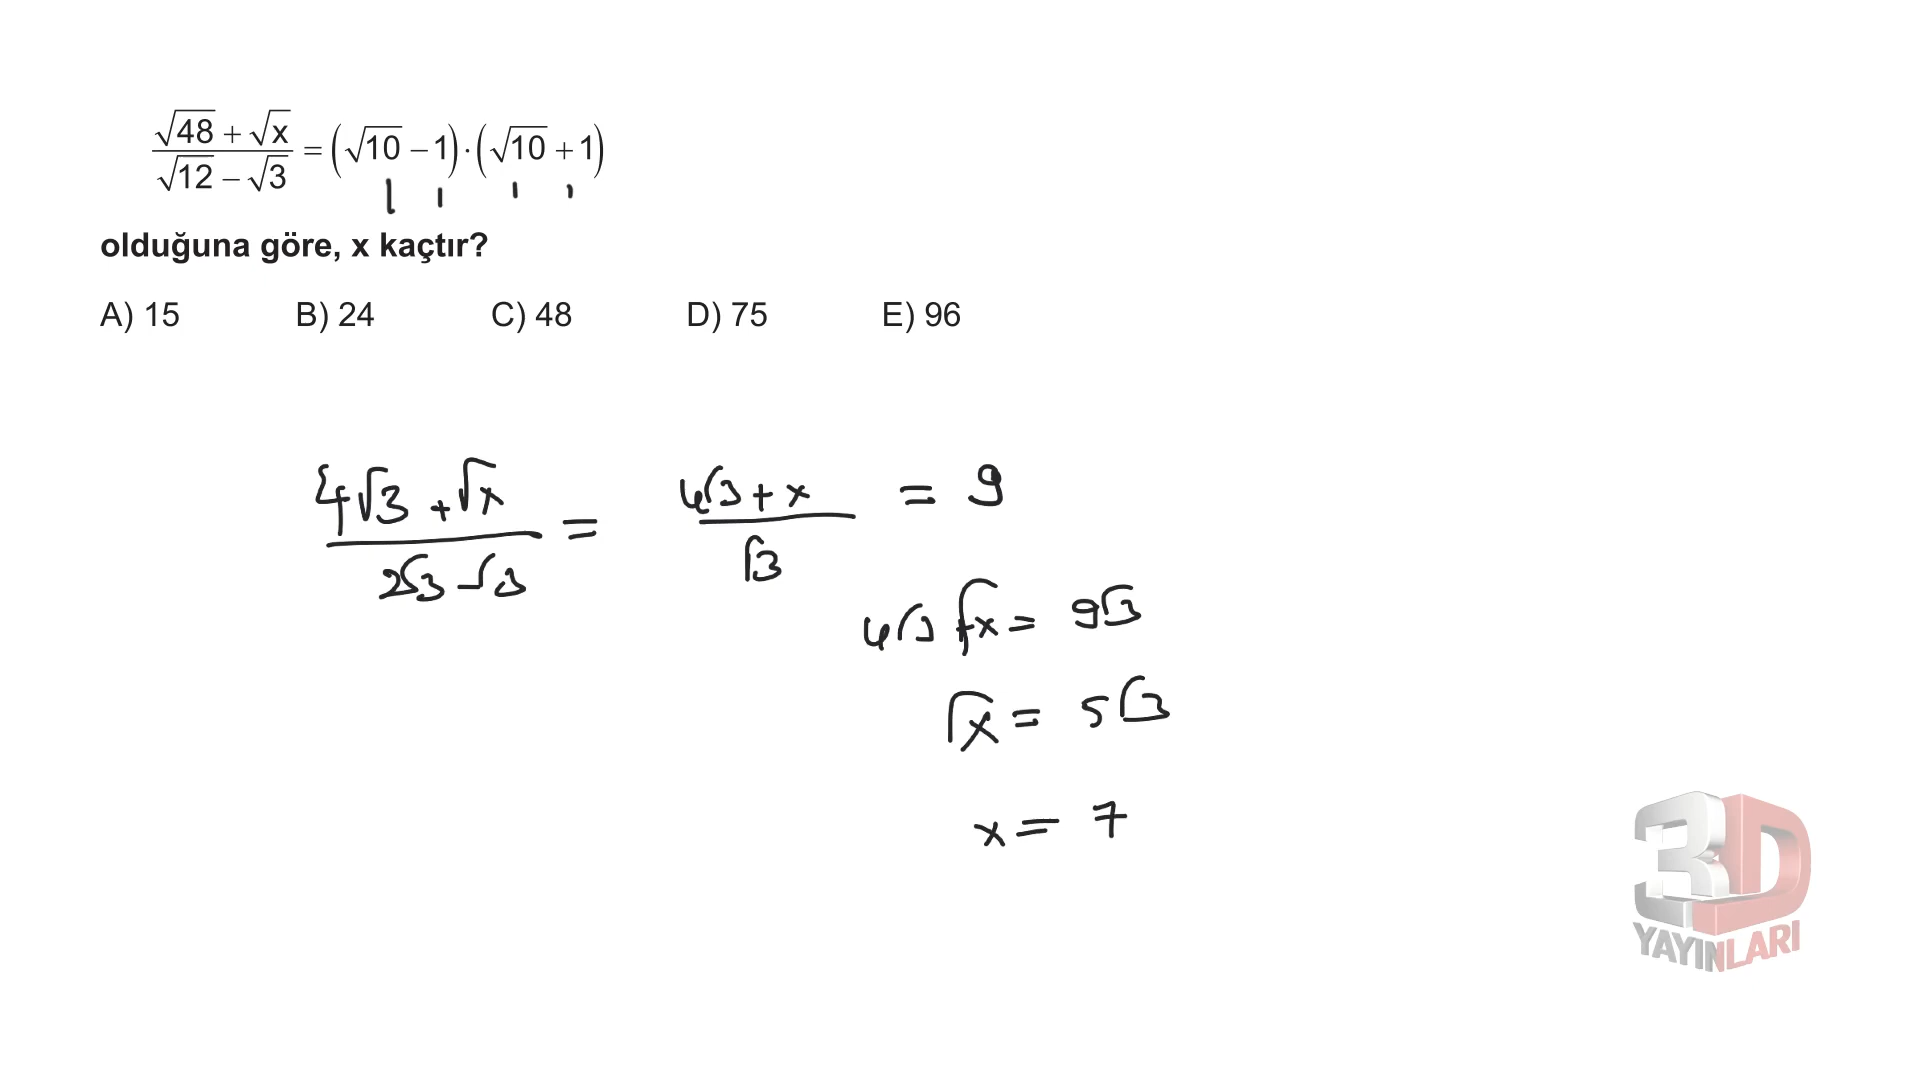 (√48 + √x)/(√12 − √3) = (√10 − 1)·(√10 + 1)
olduğuna göre, x kaçtır?
A) 15 B) 24 C) 48 D) 75 E) 96
(4√3 + √x)/(2√3 − √3) = (4√3 + x)/√3 = 9
4√3 + √x = 9√3
√x = 5√3
x = 7
3D
YAYINLARI